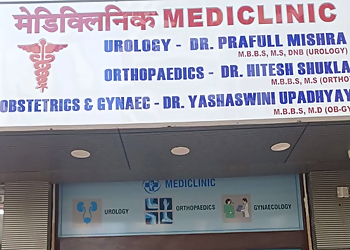 मेडिक्लिनिक MEDICLINIC
UROLOGY - DR. PRAFULL MISHRA
M.B.B.S, M.S, DNB (UROLOGY)
ORTHOPAEDICS - DR. HITESH SHUKLA
M.B.B.S, M.S (ORTHO
OBSTETRICS & GYNAEC - DR. YASHASWINI UPADHYAY
M.B.B.S, M.D (OB-GY
MEDICLINIC
UROLOGY
ORTHOPAEDICS
GYNAECOLOGY